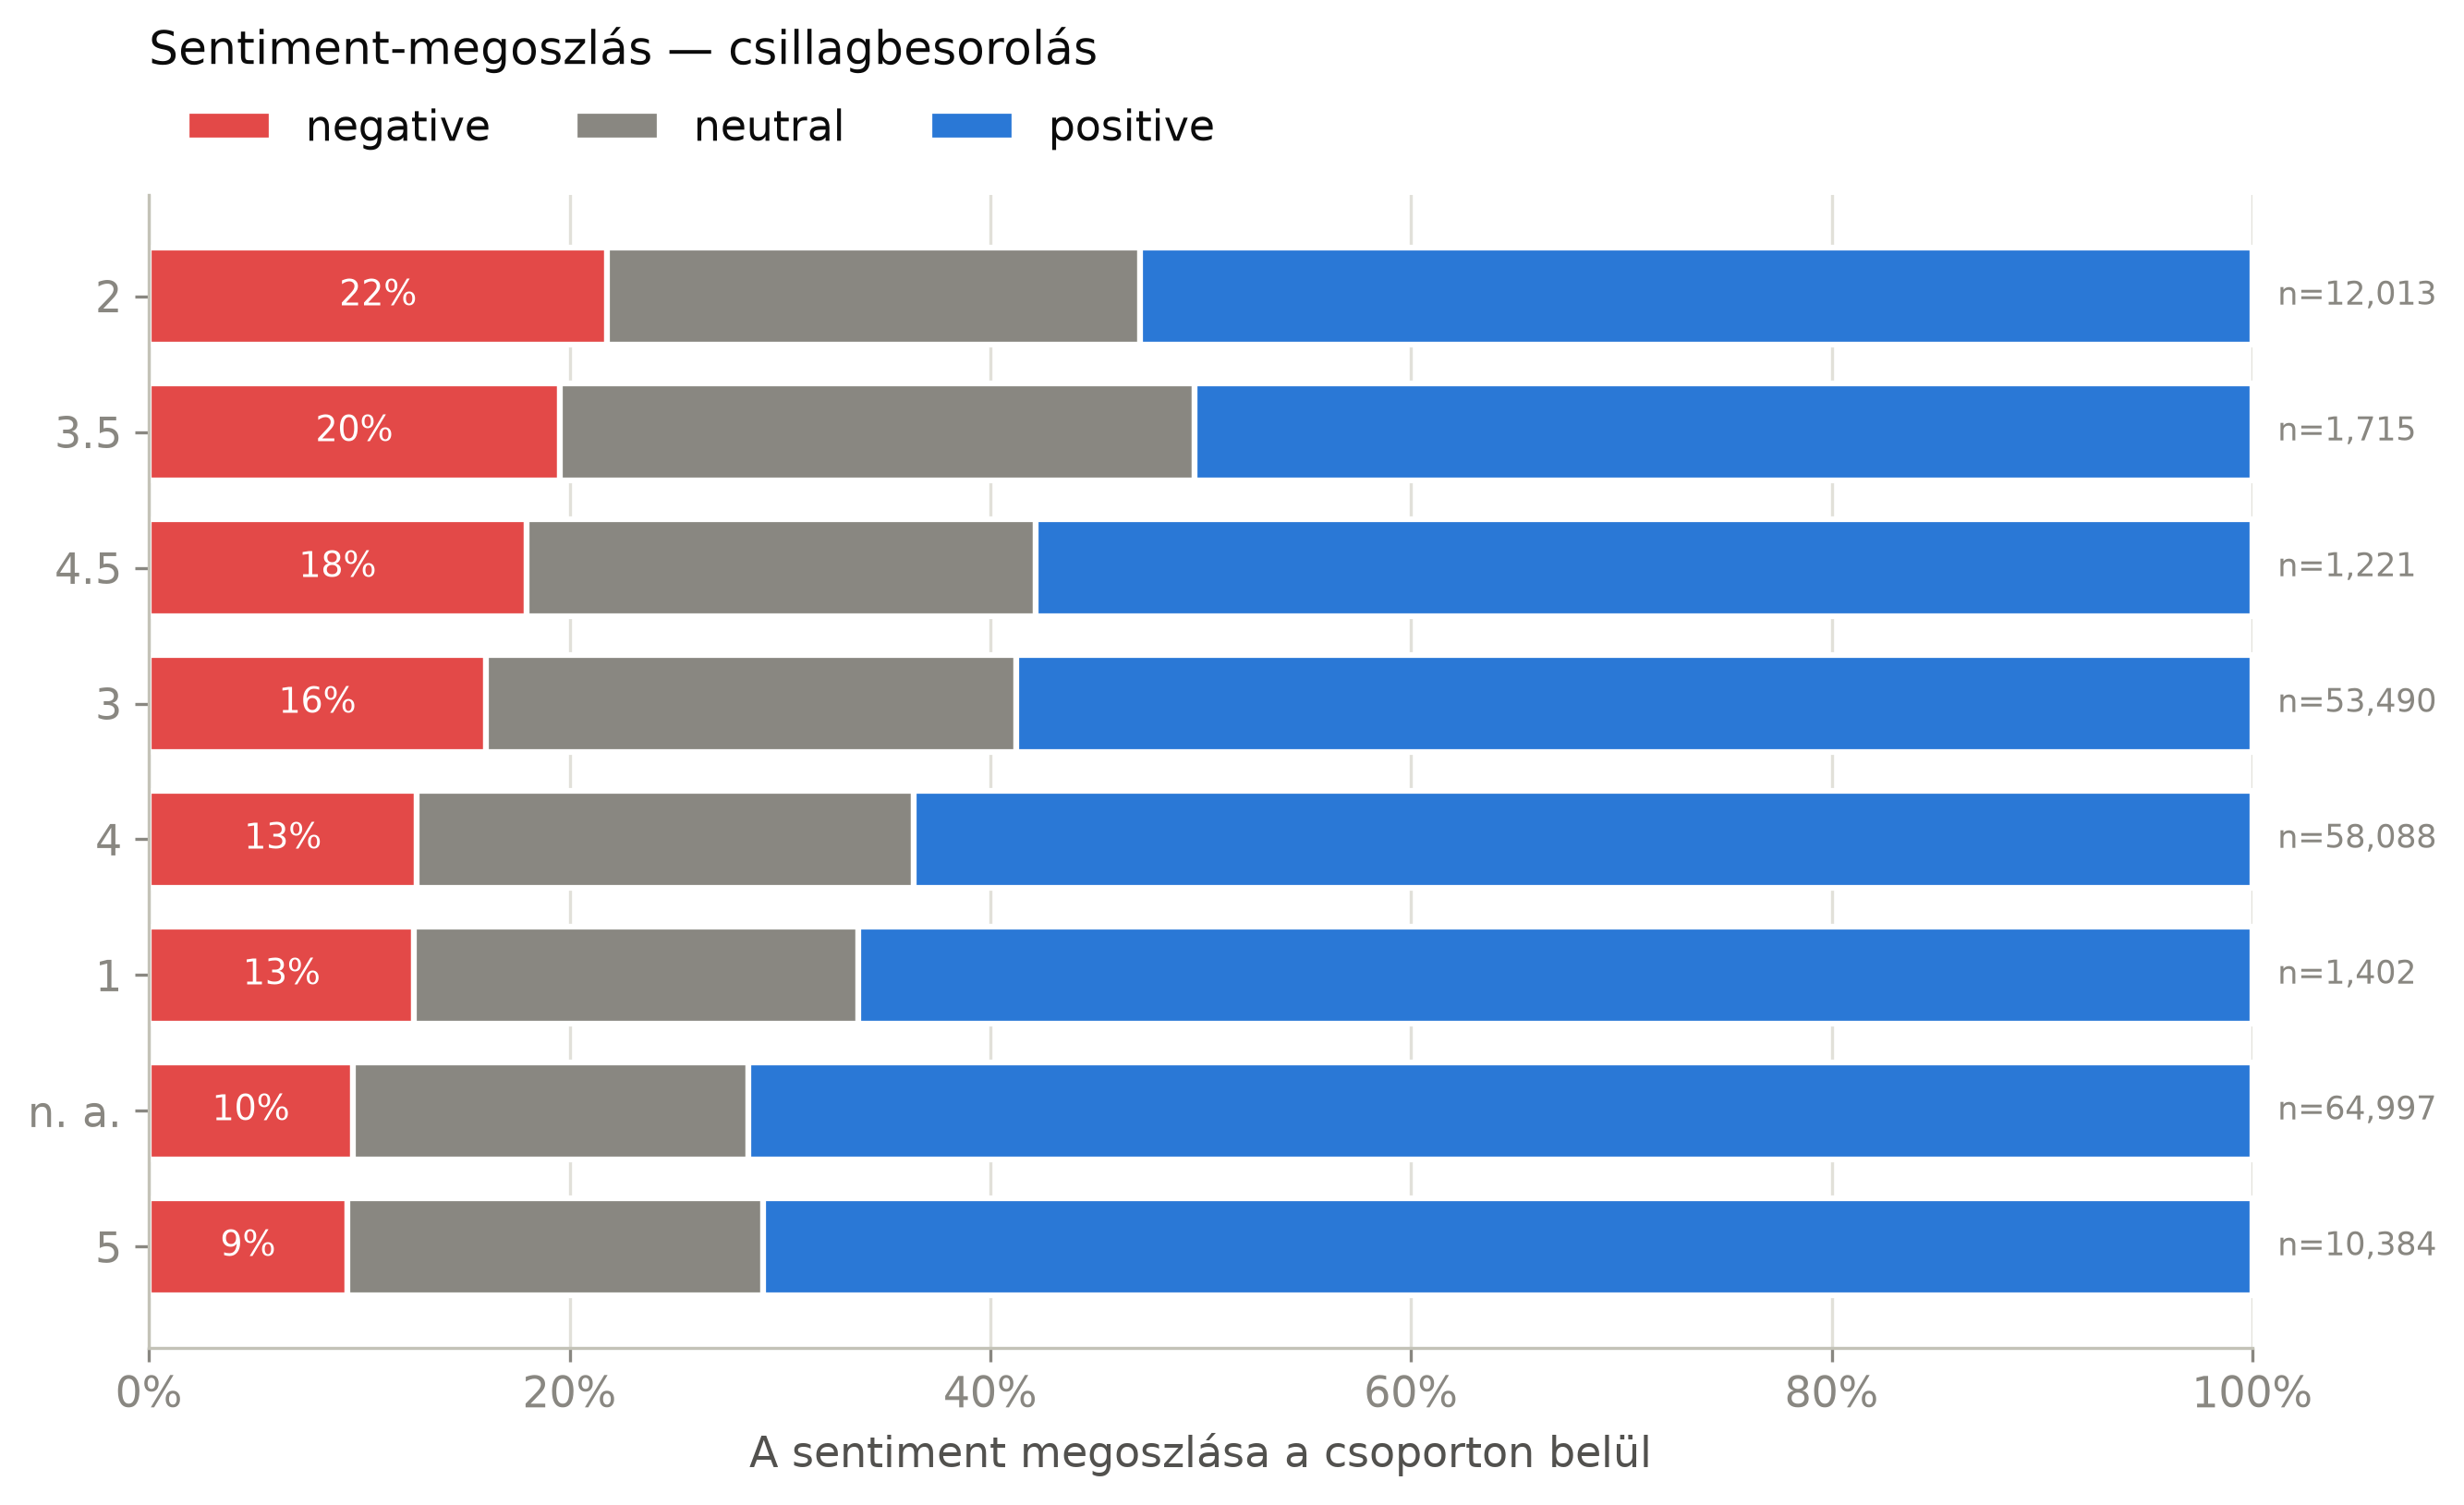 Sentiment-megoszlás — csillagbesorolás
negative neutral positive
2 22% n=12,013
3.5 20% n=1,715
4.5 18% n=1,221
3 16% n=53,490
4 13% n=58,088
1 13% n=1,402
n. a. 10% n=64,997
5 9% n=10,384
0% 20% 40% 60% 80% 100%
A sentiment megoszlása a csoporton belül